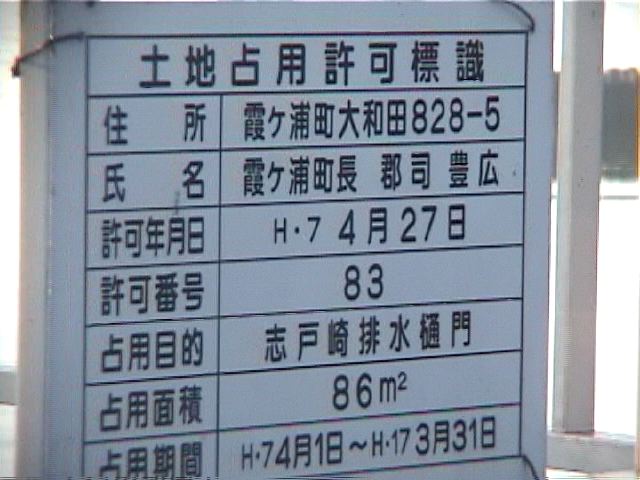 土地占用許可標識
住所 霞ケ浦町大和田828-5
氏名 霞ケ浦町長 郡司 豊広
許可年月日 H・7 4月27日
許可番号 83
占用目的 志戸崎排水樋門
占用面積 86m²
占用期間 H・7 4月1日～H・17 3月31日